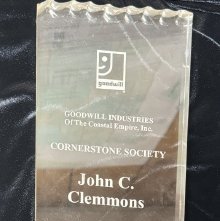 goodwill
GOODWILL INDUSTRIES
Of The Coastal Empire, Inc.
CORNERSTONE SOCIETY
John C.
Clemmons